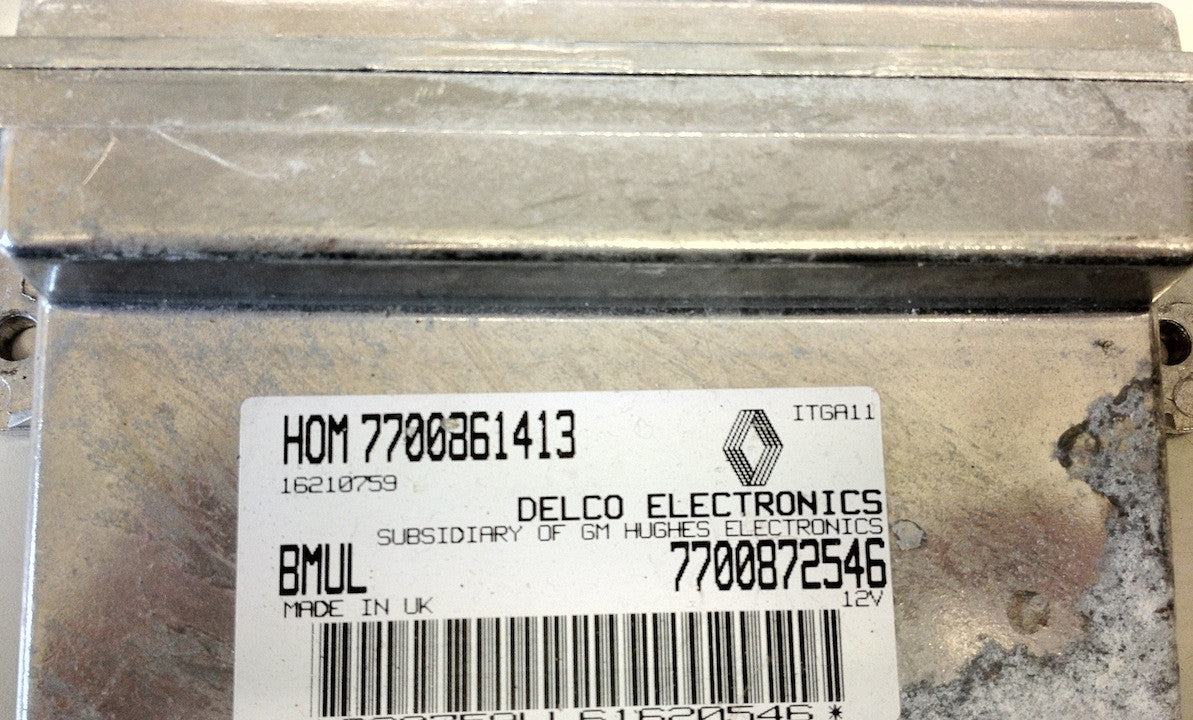 HOM 7700861413
ITGA11
16210759
DELCO ELECTRONICS
SUBSIDIARY OF GM HUGHES ELECTRONICS
BMUL 7700872546
MADE IN UK 12V